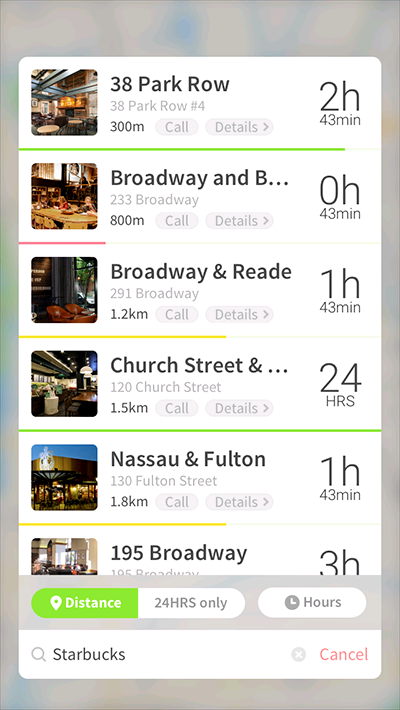 38 Park Row
38 Park Row #4
300m Call Details >
2h
43min
Broadway and B...
233 Broadway
800m Call Details >
0h
43min
Broadway & Reade
291 Broadway
1.2km Call Details >
1h
43min
Church Street & ...
120 Church Street
1.5km Call Details >
24
HRS
Nassau & Fulton
130 Fulton Street
1.8km Call Details >
1h
43min
195 Broadway
195 Broadway
3h
Distance 24HRS only Hours
Starbucks Cancel